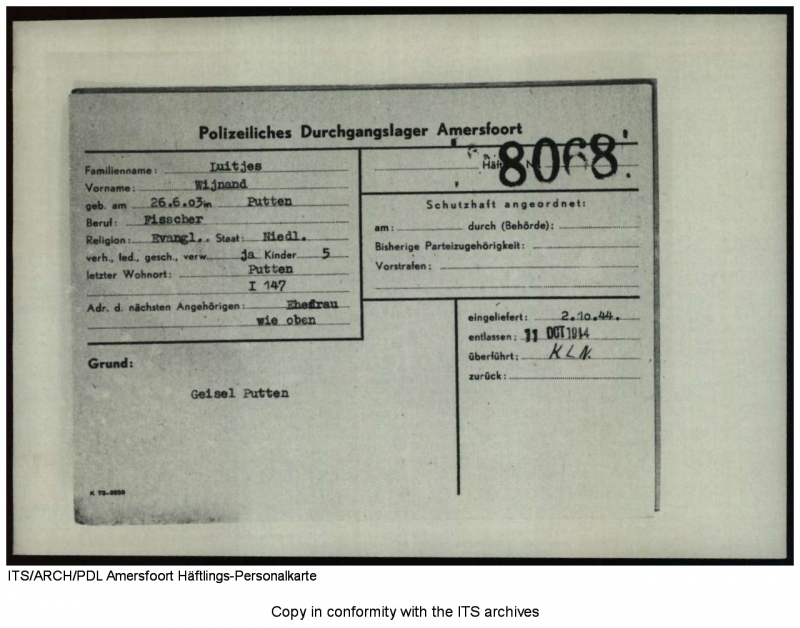 Polizeiliches Durchgangslager Amersfoort
Familienname: Luitjes
Vorname: Wijnand
geb. am 26.6.03 in Putten
Beruf: Fisscher
Religion: Evangl.. Staat: Niedl.
verh., led., gesch., verw. ja Kinder 5
letzter Wohnort: Putten
I 147
Adr. d. nächsten Angehörigen: Ehefrau
wie oben
8068
Schutzhaft angeordnet:
am: durch (Behörde):
Bisherige Parteizugehörigkeit:
Vorstrafen:
eingeliefert: 2.10.44.
entlassen: 11 OCT 1944
überführt: K L N.
zurück:
Grund:
Geisel Putten
ITS/ARCH/PDL Amersfoort Häftlings-Personalkarte
Copy in conformity with the ITS archives